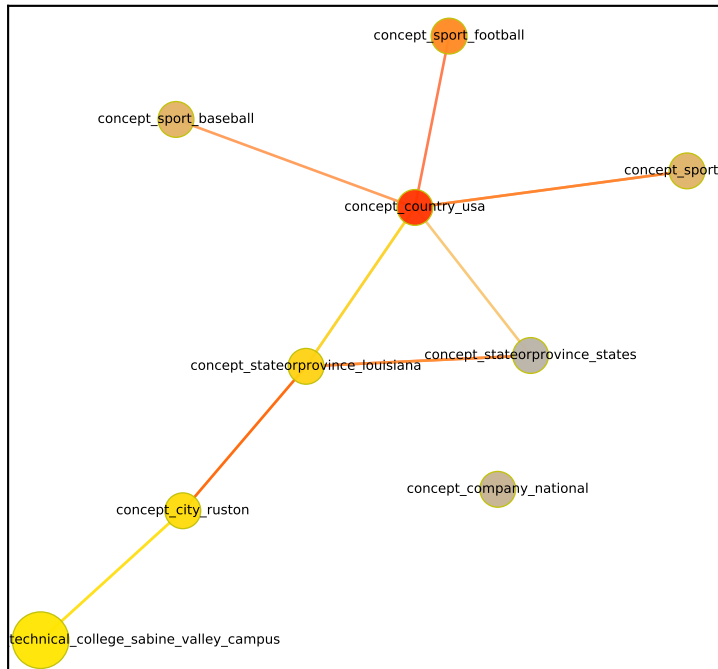 concept_sport_football
concept_sport_baseball
concept_sport
concept_country_usa
concept_stateorprovince_states
concept_stateorprovince_louisiana
concept_company_national
concept_city_ruston
technical_college_sabine_valley_campus